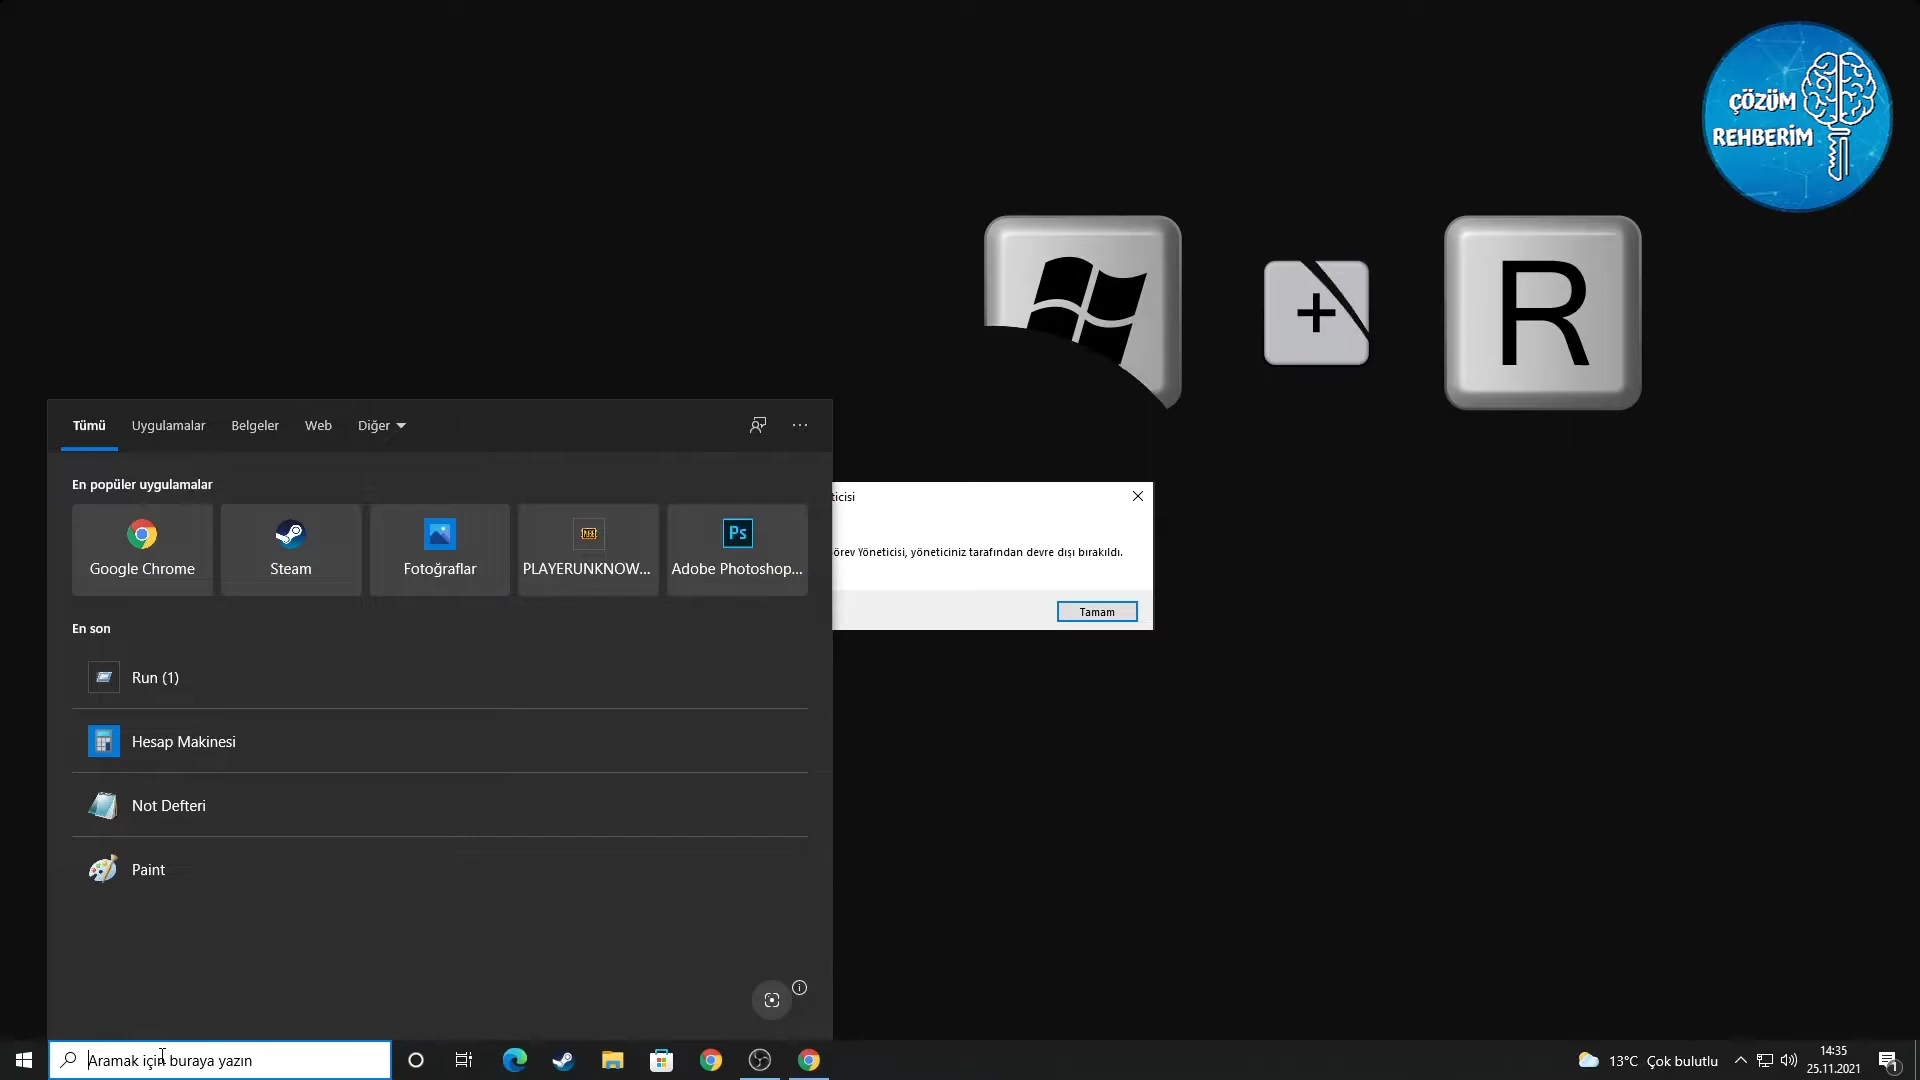 ÇÖZÜM
REHBERİM
+
R
Tümü
Uygulamalar
Belgeler
Web
Diğer
En popüler uygulamalar
Google Chrome
Steam
Fotoğraflar
PLAYERUNKNOW...
Ps
Adobe Photoshop...
ticisi
örev Yöneticisi, yöneticiniz tarafından devre dışı bırakıldı.
Tamam
En son
Run (1)
Hesap Makinesi
Not Defteri
Paint
Aramak için buraya yazın
13°C Çok bulutlu
14:35
25.11.2021
1